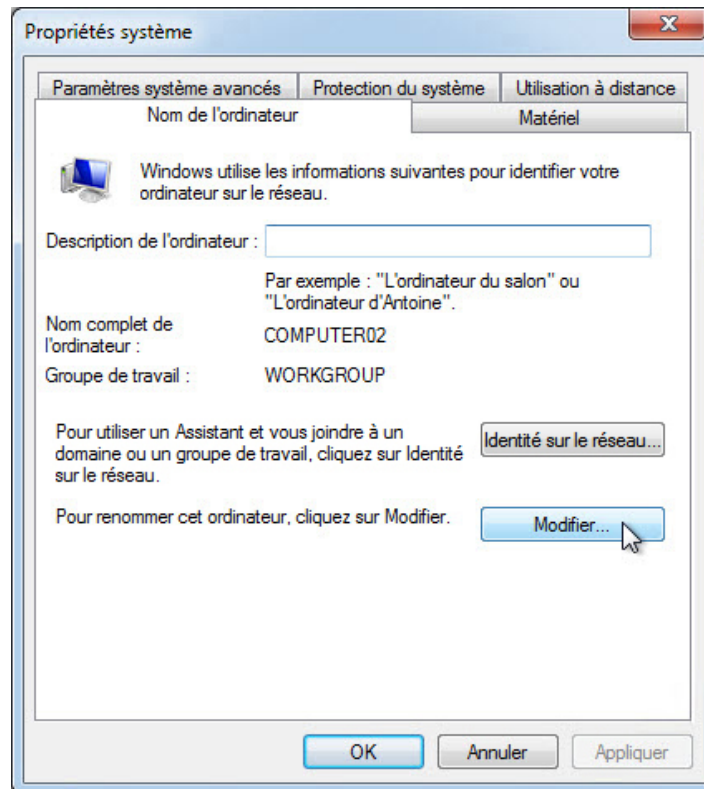 Propriétés système
Paramètres système avancés
Protection du système
Utilisation à distance
Nom de l'ordinateur
Matériel
Windows utilise les informations suivantes pour identifier votre
ordinateur sur le réseau.
Description de l'ordinateur :
Par exemple : "L'ordinateur du salon" ou
"L'ordinateur d'Antoine".
Nom complet de
l'ordinateur :
COMPUTER02
Groupe de travail :
WORKGROUP
Pour utiliser un Assistant et vous joindre à un
domaine ou un groupe de travail, cliquez sur Identité
sur le réseau.
Identité sur le réseau...
Pour renommer cet ordinateur, cliquez sur Modifier.
Modifier...
OK
Annuler
Appliquer